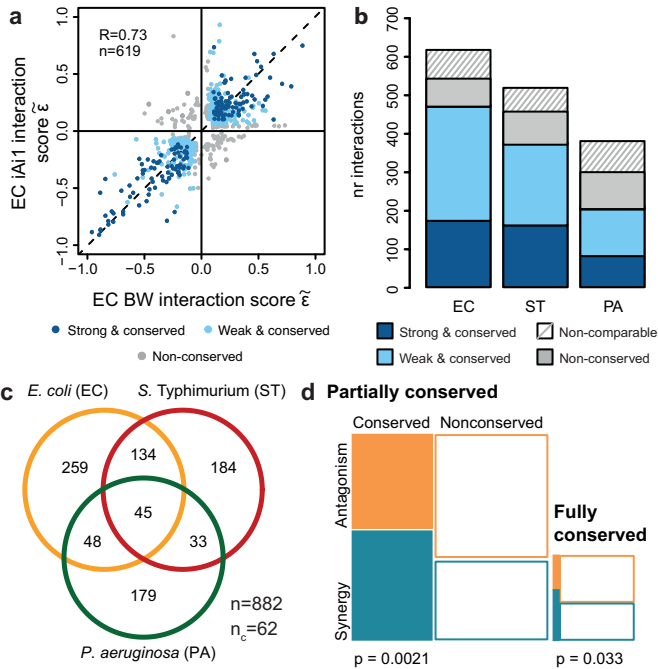 a
R=0.73
n=619
EC iAi1 interaction
score ε̃
1.0
0.5
0.0
−0.5
−1.0
−1.0 −0.5 0.0 0.5 1.0
EC BW interaction score ε̃
Strong & conserved
Weak & conserved
Non-conserved
b
nr interactions
700
600
500
400
300
200
100
0
EC ST PA
Strong & conserved
Non-comparable
Weak & conserved
Non-conserved
c
E. coli (EC)
S. Typhimurium (ST)
259
134
184
45
48
33
179
n=882
nc=62
P. aeruginosa (PA)
d Partially conserved
Conserved Nonconserved
Antagonism
Synergy
Fully
conserved
p = 0.0021
p = 0.033